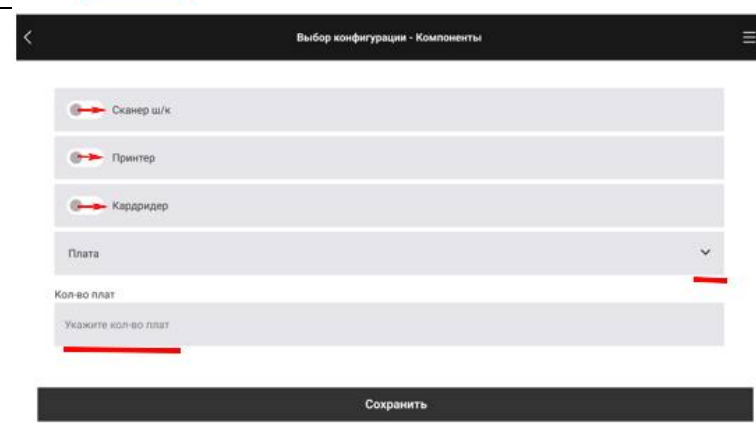 Выбор конфигурации - Компоненты
Сканер ш/к
Принтер
Кардридер
Плата
Кол-во плат
Укажите кол-во плат
Сохранить